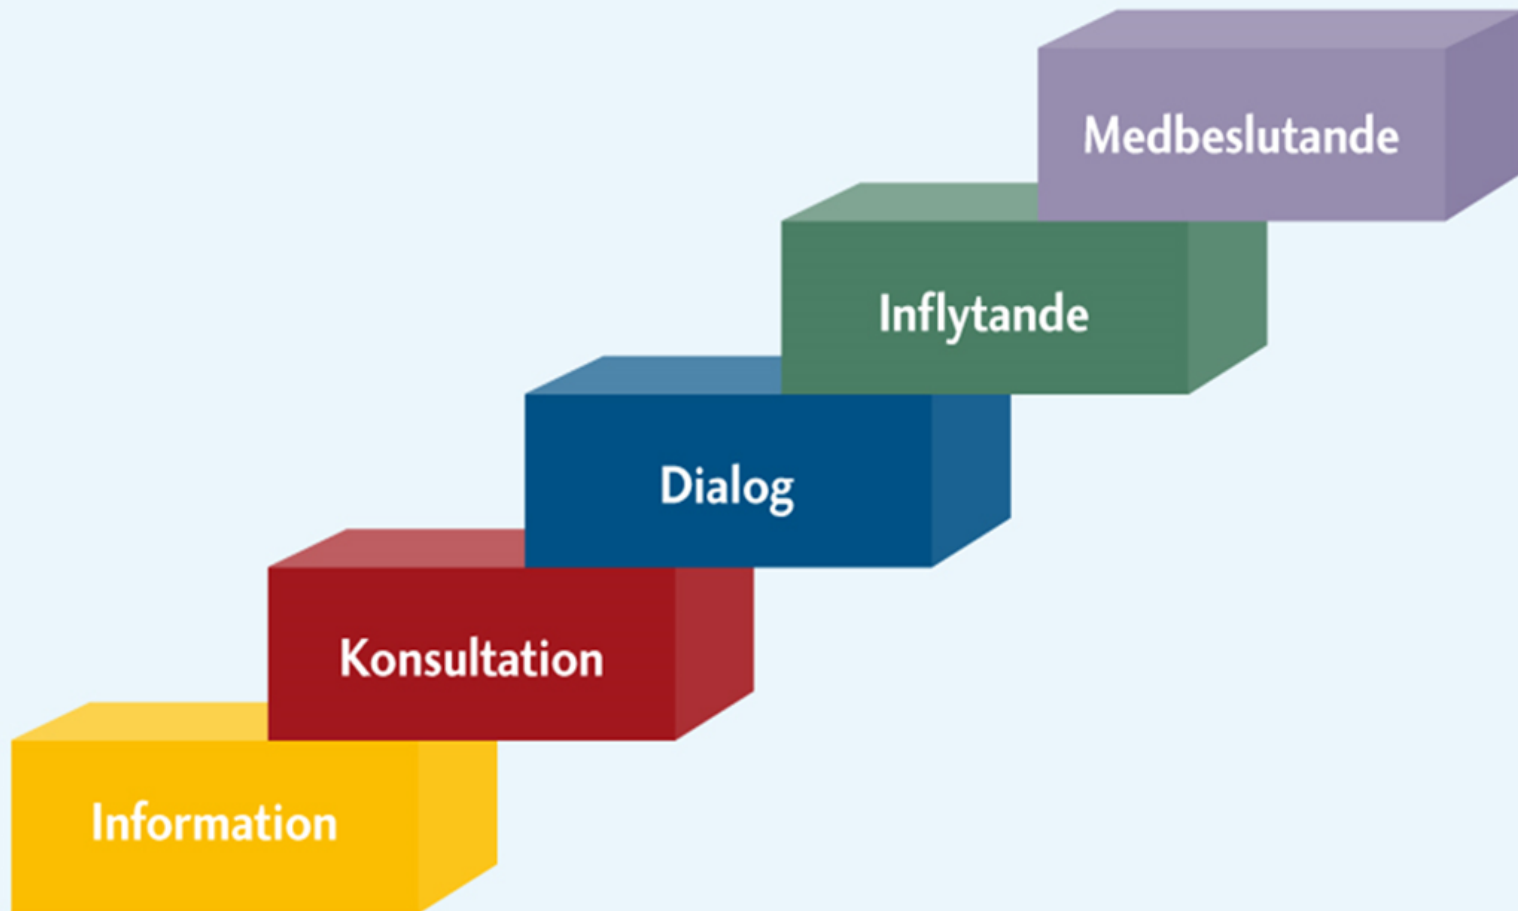 Medbeslutande
Inflytande
Dialog
Konsultation
Information